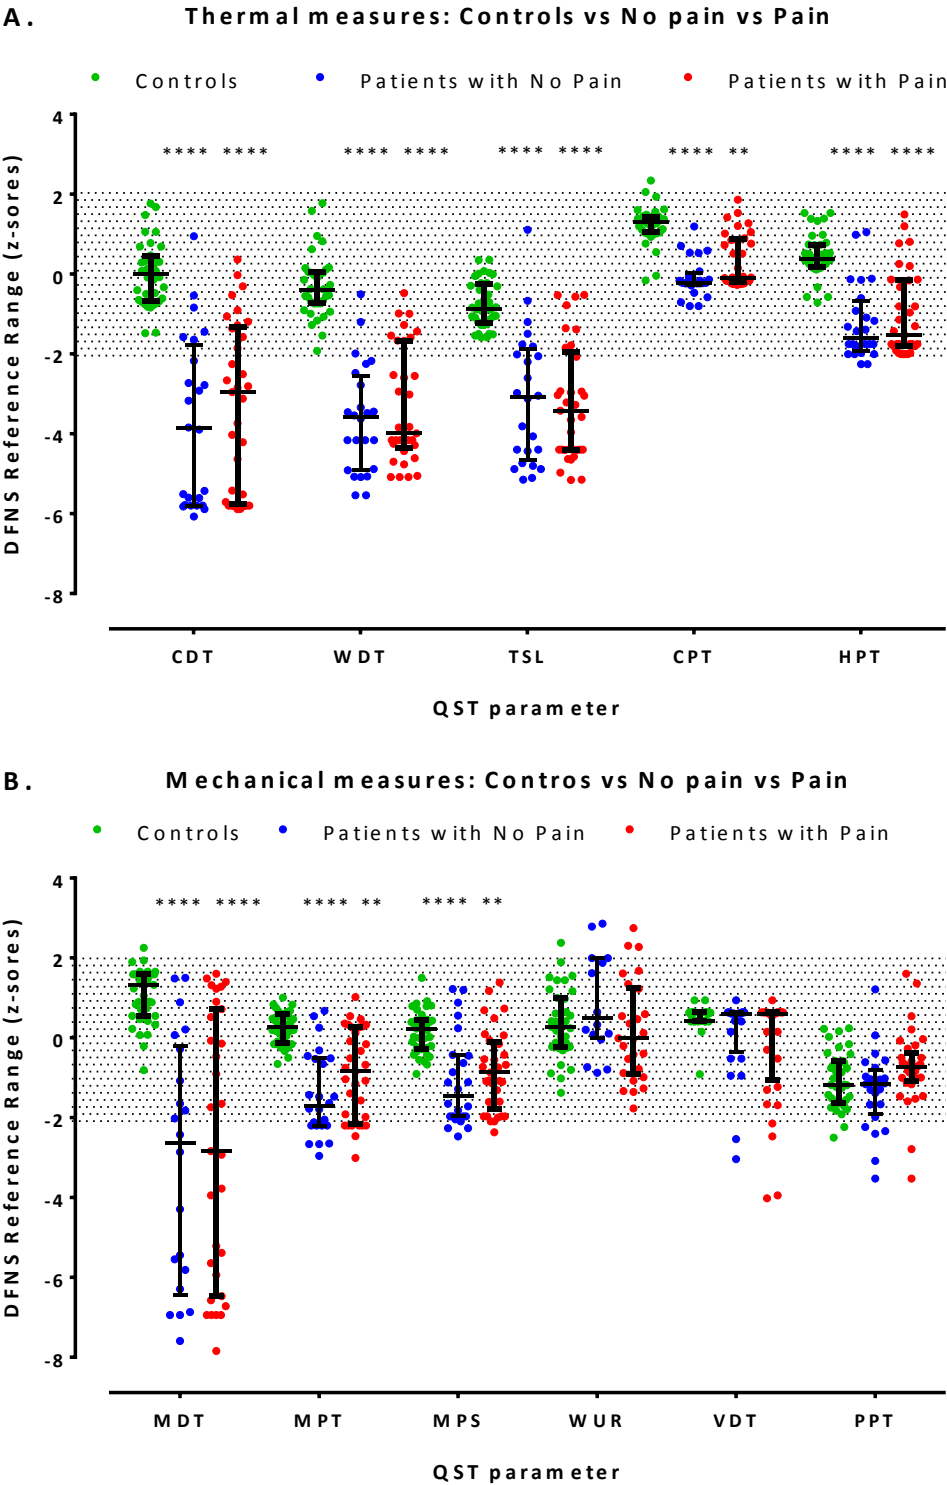 A. Thermal measures: Controls vs No pain vs Pain
Controls Patients with No Pain Patients with Pain
DFNS Reference Range (z-sores)
4
2
0
-2
-4
-6
-8
**** **** **** **** **** **** **** ** **** ****
CDT WDT TSL CPT HPT
QST parameter
B. Mechanical measures: Contros vs No pain vs Pain
Controls Patients with No Pain Patients with Pain
DFNS Reference Range (z-sores)
4
2
0
-2
-4
-6
-8
**** **** **** ** **** **
MDT MPT MPS WUR VDT PPT
QST parameter